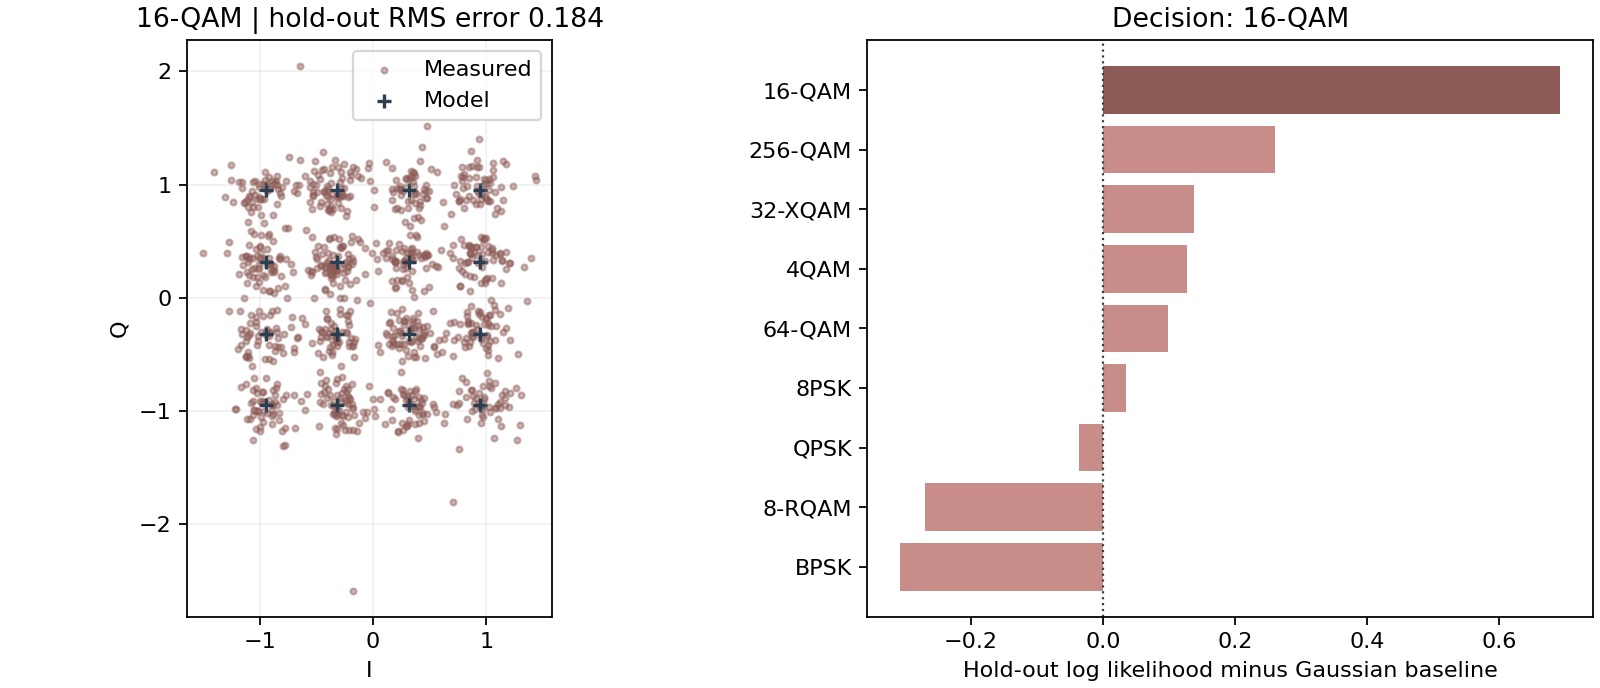 16-QAM | hold-out RMS error 0.184
Measured
Model
2
1
0
−1
−2
Q
−1
0
1
I
Decision: 16-QAM
16-QAM
256-QAM
32-XQAM
4QAM
64-QAM
8PSK
QPSK
8-RQAM
BPSK
−0.2
0.0
0.2
0.4
0.6
Hold-out log likelihood minus Gaussian baseline